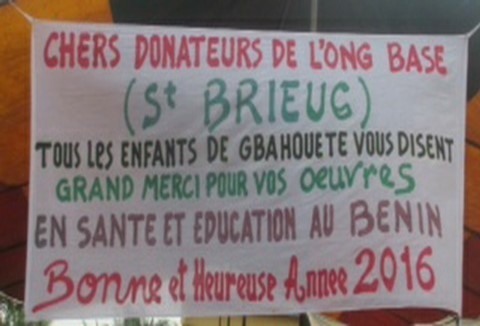 CHERS DONATEURS DE L'ONG BASE
(St BRIEUC)
TOUS Les ENFANTS DE GBAHOUETE VOUS DISENT
GRAND MERCI POUR VOS oeuvres
EN SANTE ET EDUCATION AU BENIN
Bonne et Heureuse Annee 2016